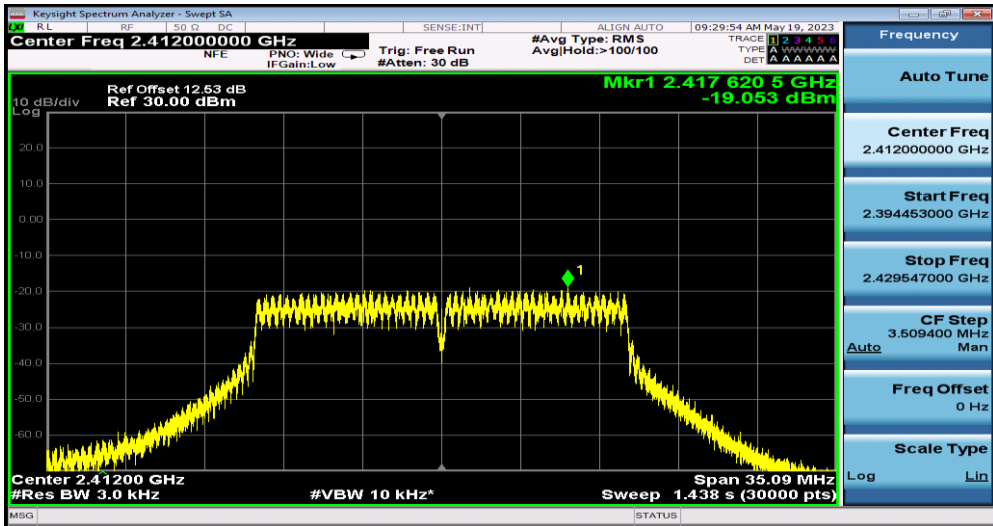 Keysight Spectrum Analyzer - Swept SA
LXI RL RF 50 Ω DC SENSE:INT ALIGN AUTO 09:29:54 AM May 19, 2023
Center Freq 2.412000000 GHz
NFE PNO: Wide Trig: Free Run #Avg Type: RMS TRACE 1 2 3 4 5 6
IFGain:Low #Atten: 30 dB Avg|Hold:>100/100 TYPE A WWWWW
DET A A A A A A
Ref Offset 12.53 dB
10 dB/div Ref 30.00 dBm
Log
Mkr1 2.417 620 5 GHz
-19.053 dBm
20.0
10.0
0.00
-10.0
1
-20.0
-30.0
-40.0
-50.0
-60.0
Center 2.41200 GHz Span 35.09 MHz
#Res BW 3.0 kHz #VBW 10 kHz* Sweep 1.438 s (30000 pts)
MSG STATUS
Frequency
Auto Tune
Center Freq
2.412000000 GHz
Start Freq
2.394453000 GHz
Stop Freq
2.429547000 GHz
CF Step
3.509400 MHz
Auto Man
Freq Offset
0 Hz
Scale Type
Log Lin